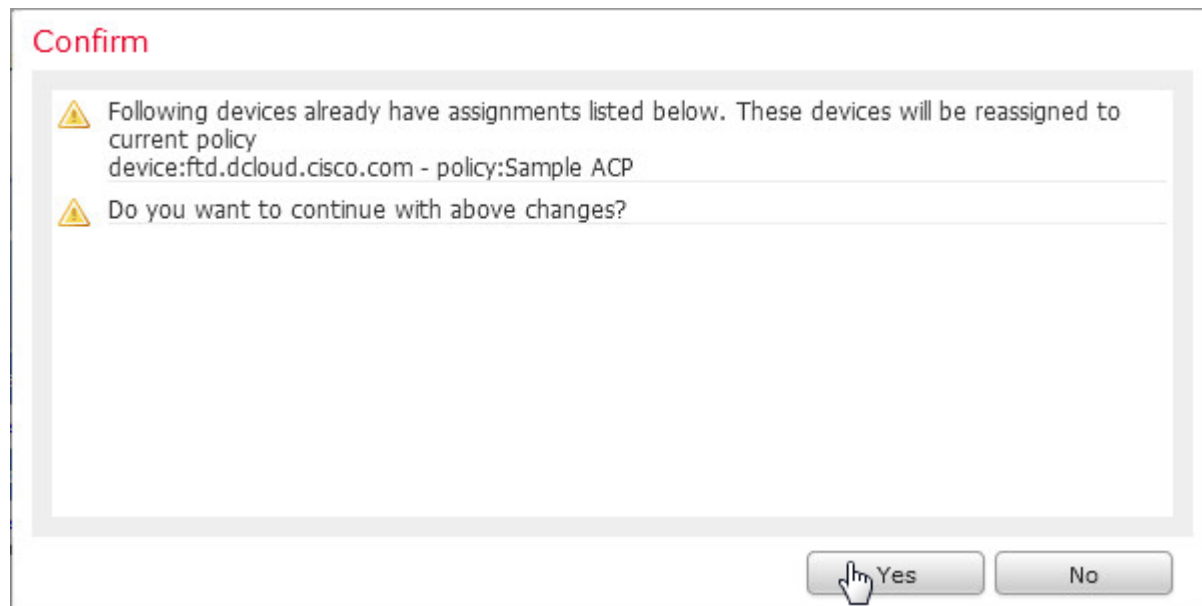 Confirm
Following devices already have assignments listed below. These devices will be reassigned to
current policy
device:ftd.dcloud.cisco.com - policy:Sample ACP
Do you want to continue with above changes?
Yes
No